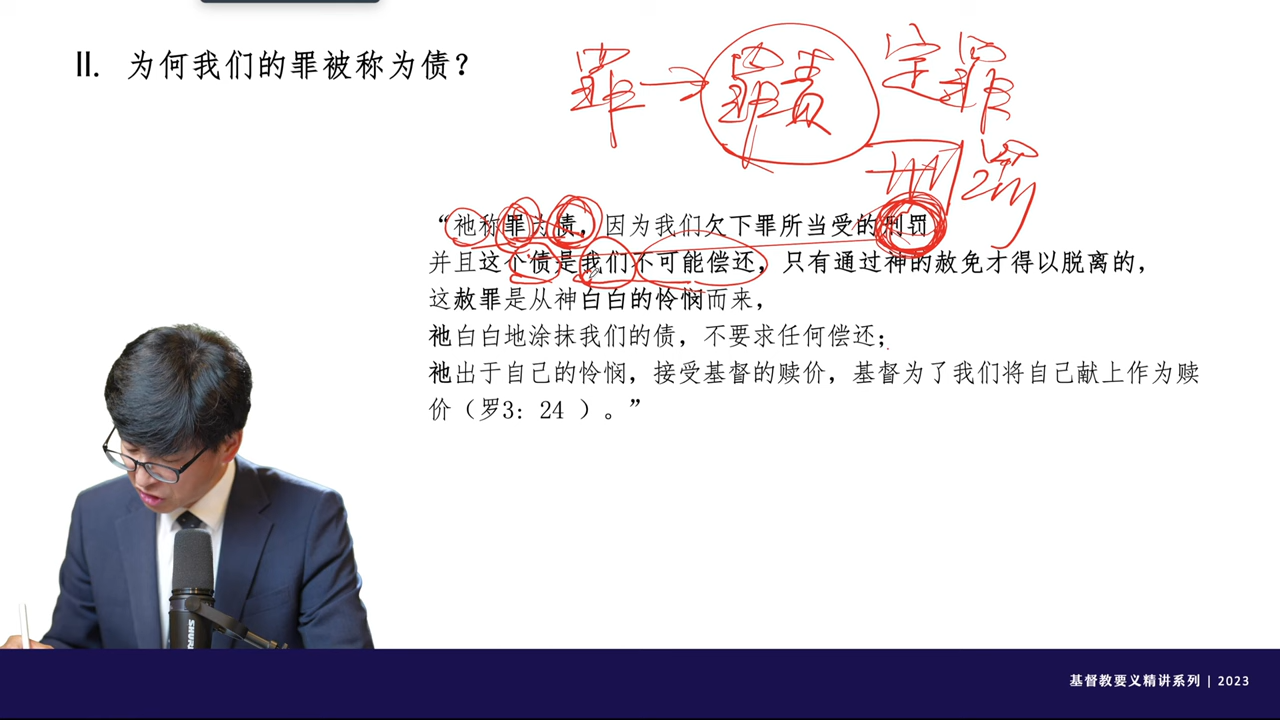 II. 为何我们的罪被称为债？
罪→罪责 定罪
刑罚
“祂称罪为债，因为我们欠下罪所当受的刑罚，
并且这个债是我们不可能偿还，只有通过神的赦免才得以脱离的，
这赦罪是从神白白的怜悯而来，
祂白白地涂抹我们的债，不要求任何偿还；
祂出于自己的怜悯，接受基督的赎价，基督为了我们将自己献上作为赎
价（罗3: 24 ）。”
SHURE
基督教要义精讲系列 | 2023